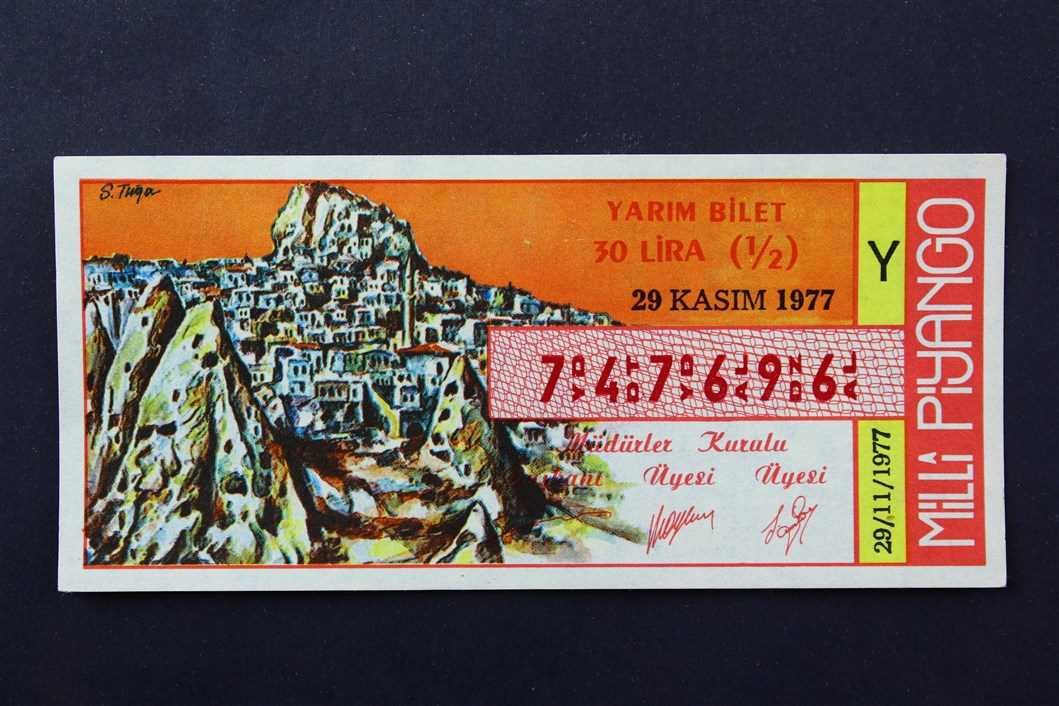 S. Tuğa
YARIM BİLET
30 LİRA (1/2)
29 KASIM 1977
Y
747696
Müdürler Kurulu
Üyesi Üyesi
29/11/1977
MİLLİ PİYANGO